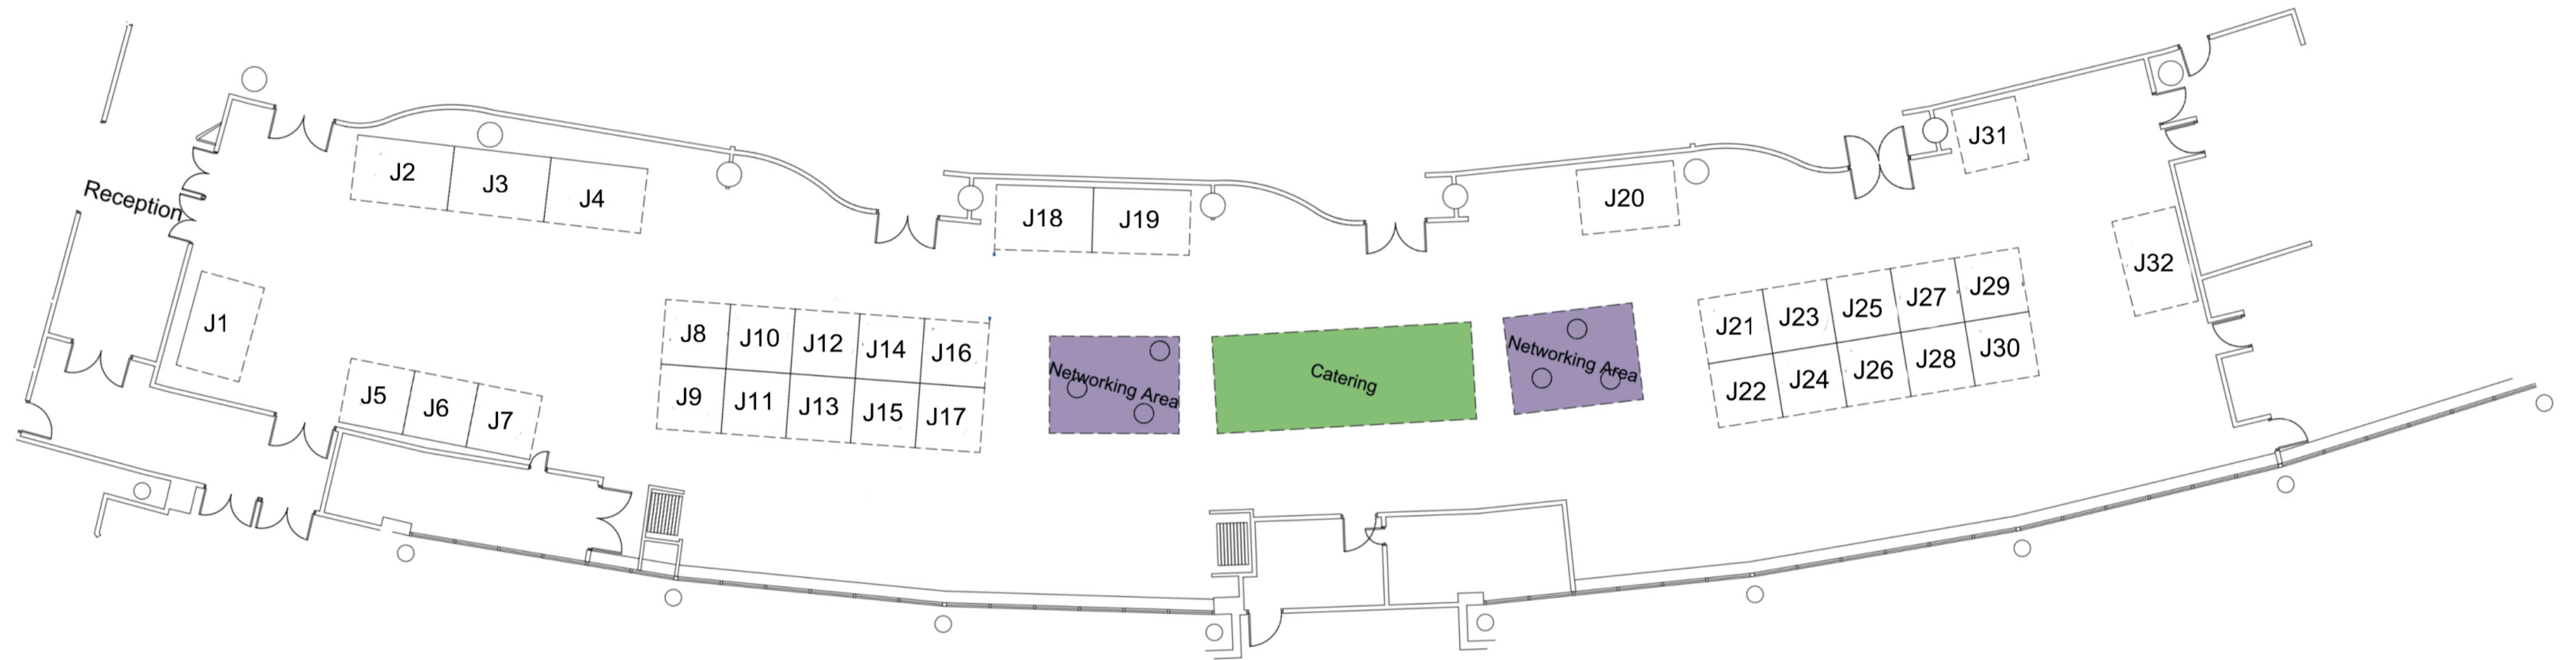 Reception
J1
J2
J3
J4
J5
J6
J7
J8
J10
J12
J14
J16
J9
J11
J13
J15
J17
J18
J19
Networking Area
Catering
Networking Area
J20
J21
J23
J25
J27
J29
J22
J24
J26
J28
J30
J31
J32